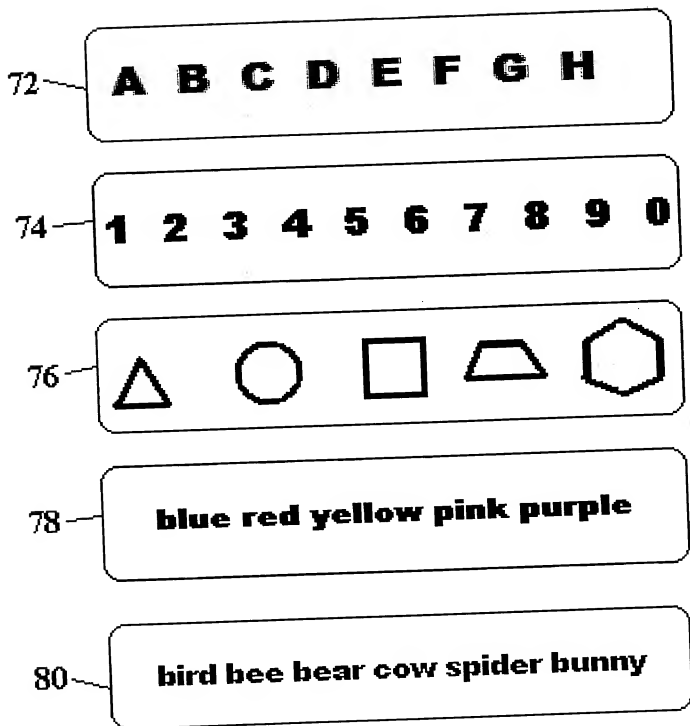 72 A B C D E F G H
74 1 2 3 4 5 6 7 8 9 0
76
78 blue red yellow pink purple
80 bird bee bear cow spider bunny